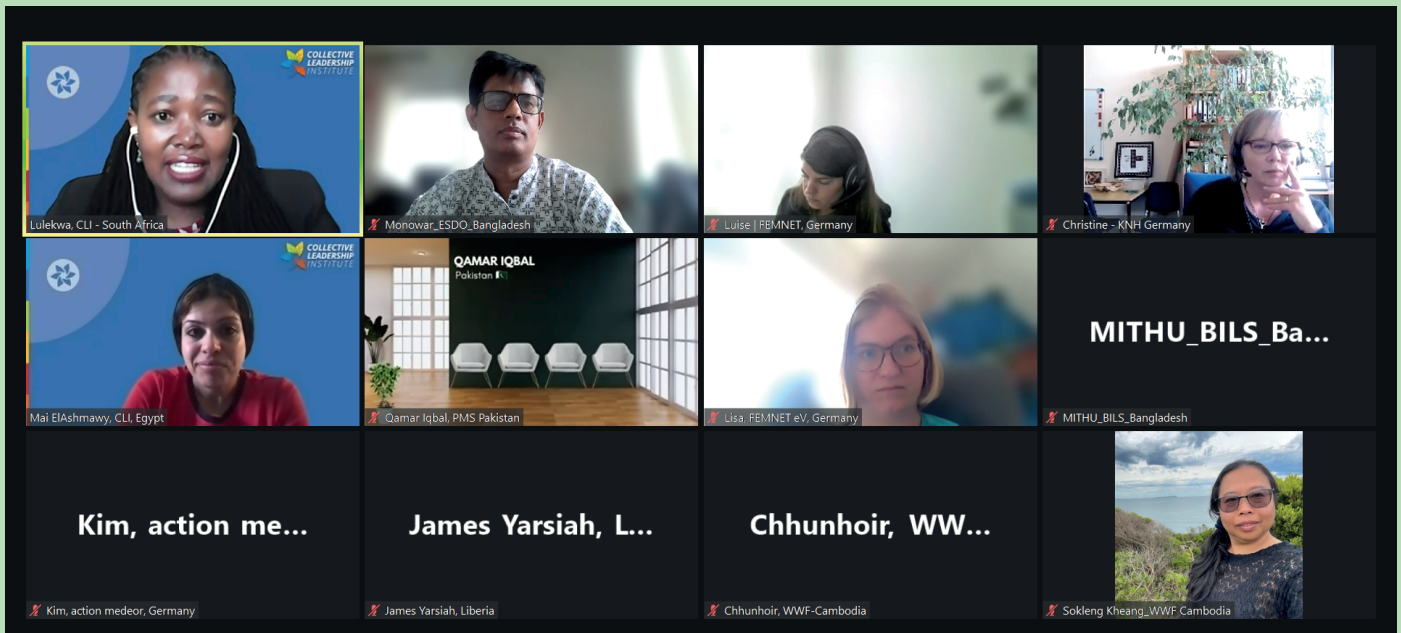 COLLECTIVE
LEADERSHIP
INSTITUTE
Lulekwa, CLI - South Africa
Monowar_ESDO_Bangladesh
Luise | FEMNET, Germany
Christine - KNH Germany
COLLECTIVE
LEADERSHIP
INSTITUTE
Mai ElAshmawy, CLI, Egypt
QAMAR IQBAL
Pakistan
Qamar Iqbal, PMS Pakistan
Lisa, FEMNET eV, Germany
MITHU_BILS_Ba...
MITHU_BILS_Bangladesh
Kim, action me...
Kim, action medeor, Germany
James Yarsiah, L...
James Yarsiah, Liberia
Chhunhoir, WW...
Chhunhoir, WWF-Cambodia
Sokleng Kheang_WWF Cambodia